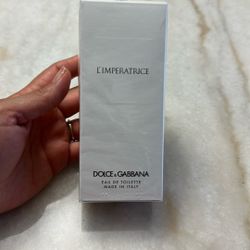 L'IMPERATRICE
DOLCE & GABBANA
EAU DE TOILETTE
MADE IN ITALY